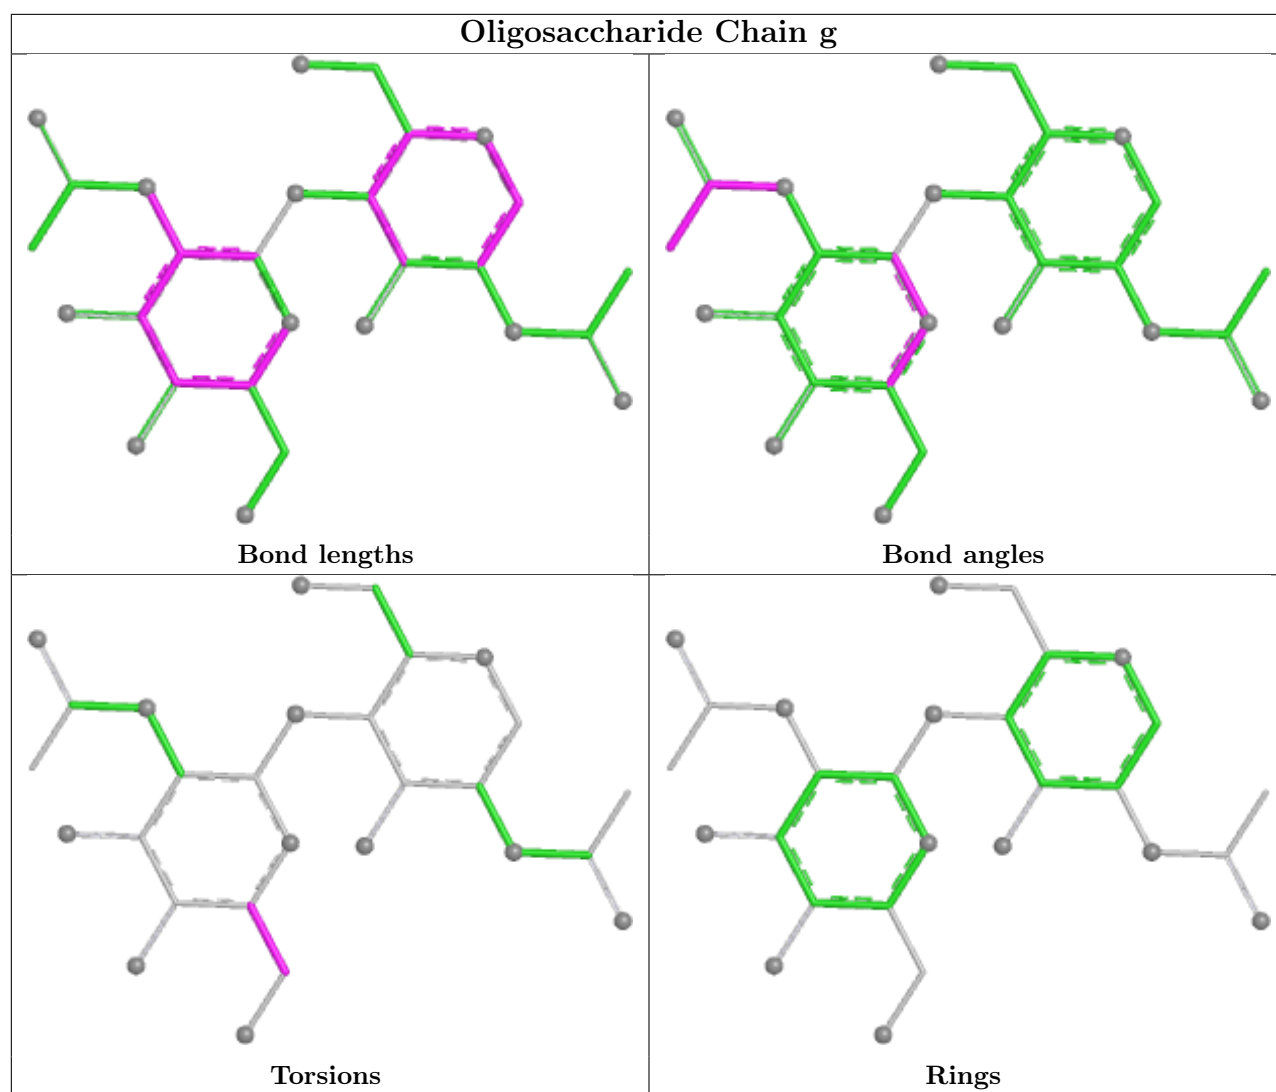 Oligosaccharide Chain g
Bond lengths
Bond angles
Torsions
Rings